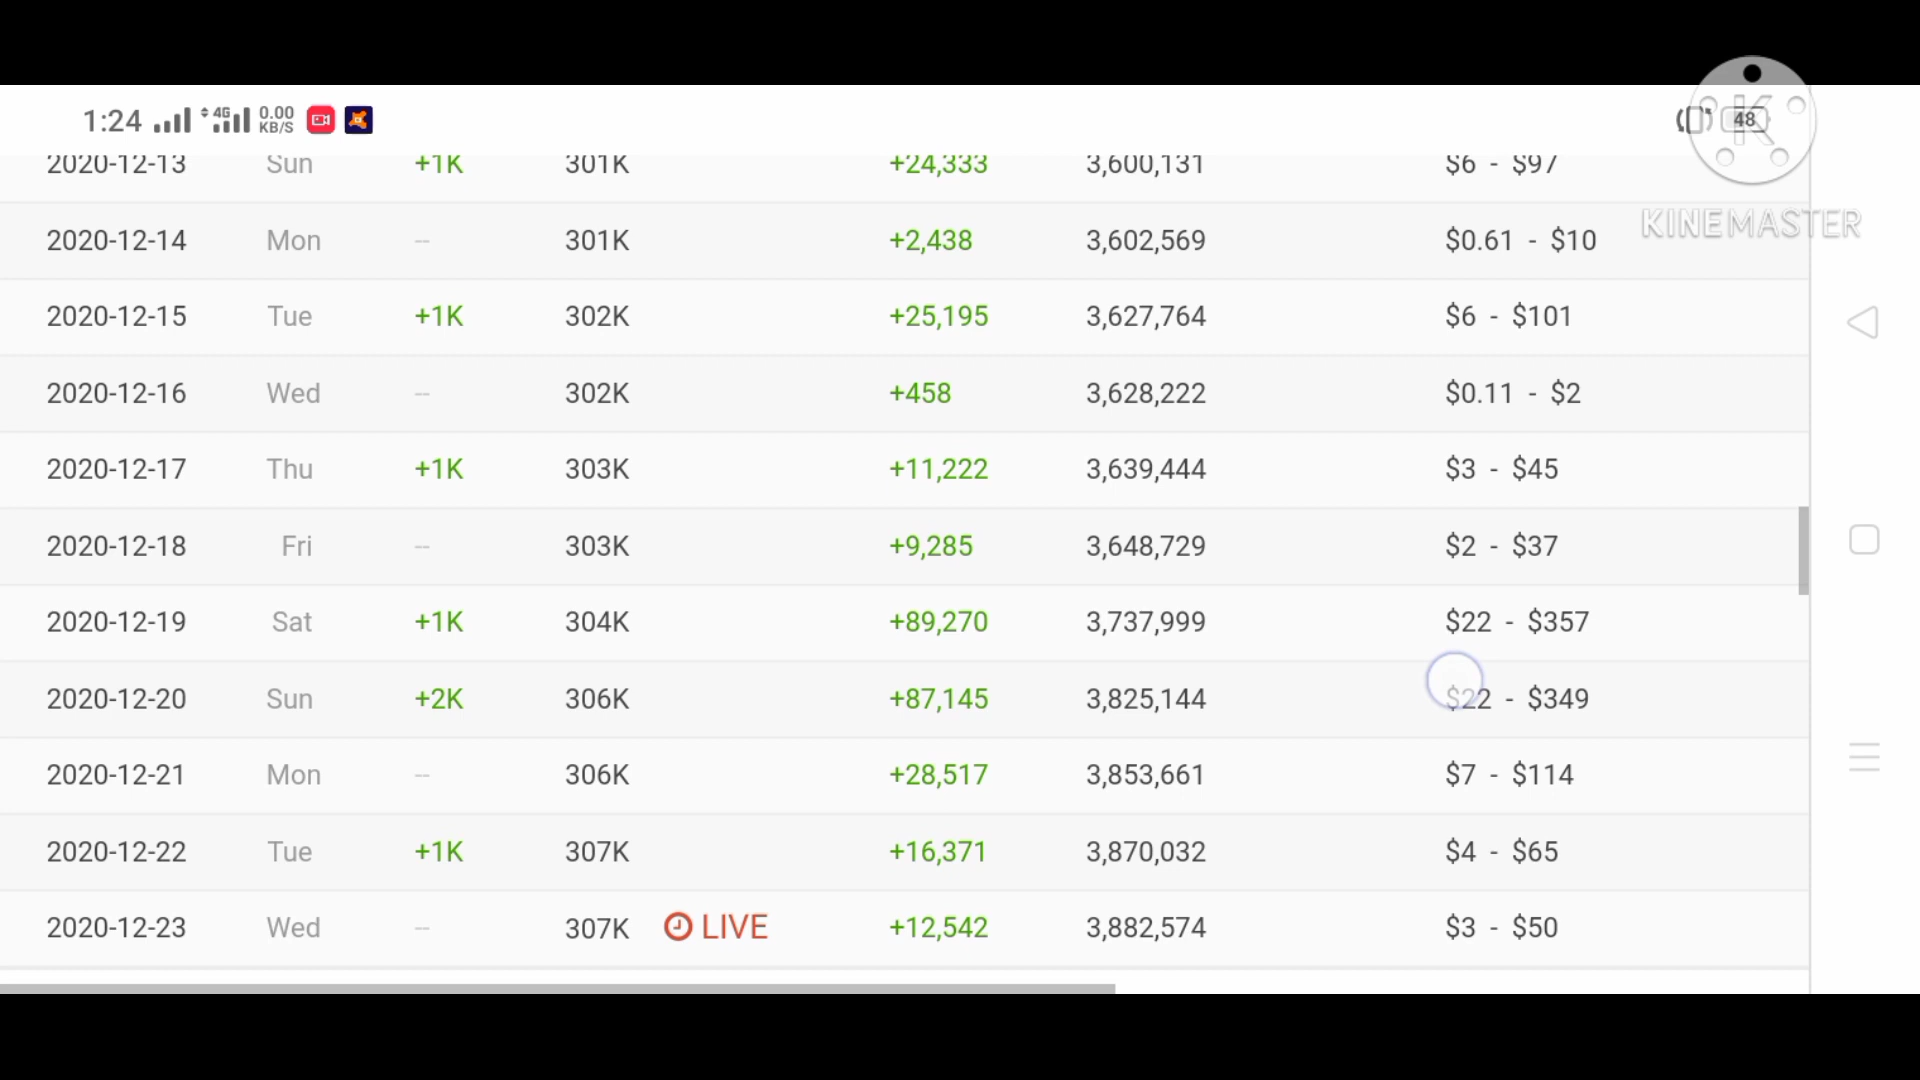 1:24 4G 0.00 KB/S 48
KINEMASTER
2020-12-13 Sun +1K 301K +24,333 3,600,131 $6 - $97
2020-12-14 Mon -- 301K +2,438 3,602,569 $0.61 - $10
2020-12-15 Tue +1K 302K +25,195 3,627,764 $6 - $101
2020-12-16 Wed -- 302K +458 3,628,222 $0.11 - $2
2020-12-17 Thu +1K 303K +11,222 3,639,444 $3 - $45
2020-12-18 Fri -- 303K +9,285 3,648,729 $2 - $37
2020-12-19 Sat +1K 304K +89,270 3,737,999 $22 - $357
2020-12-20 Sun +2K 306K +87,145 3,825,144 $22 - $349
2020-12-21 Mon -- 306K +28,517 3,853,661 $7 - $114
2020-12-22 Tue +1K 307K +16,371 3,870,032 $4 - $65
2020-12-23 Wed -- 307K LIVE +12,542 3,882,574 $3 - $50